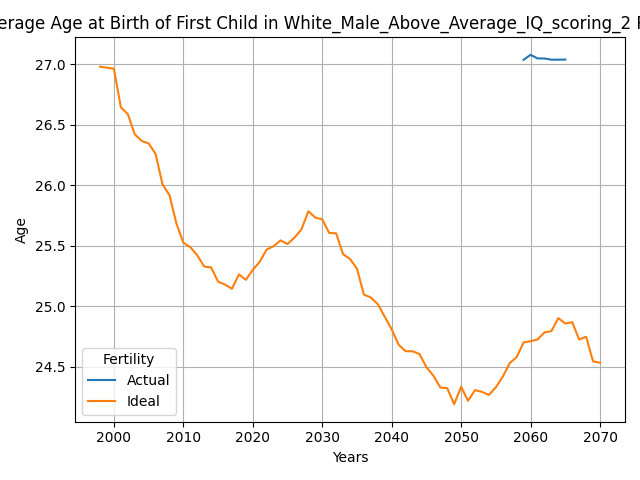 erage Age at Birth of First Child in White_Male_Above_Average_IQ_scoring_2
27.0
26.5
26.0
25.5
25.0
24.5
Age
Fertility
Actual
Ideal
2000 2010 2020 2030 2040 2050 2060 2070
Years